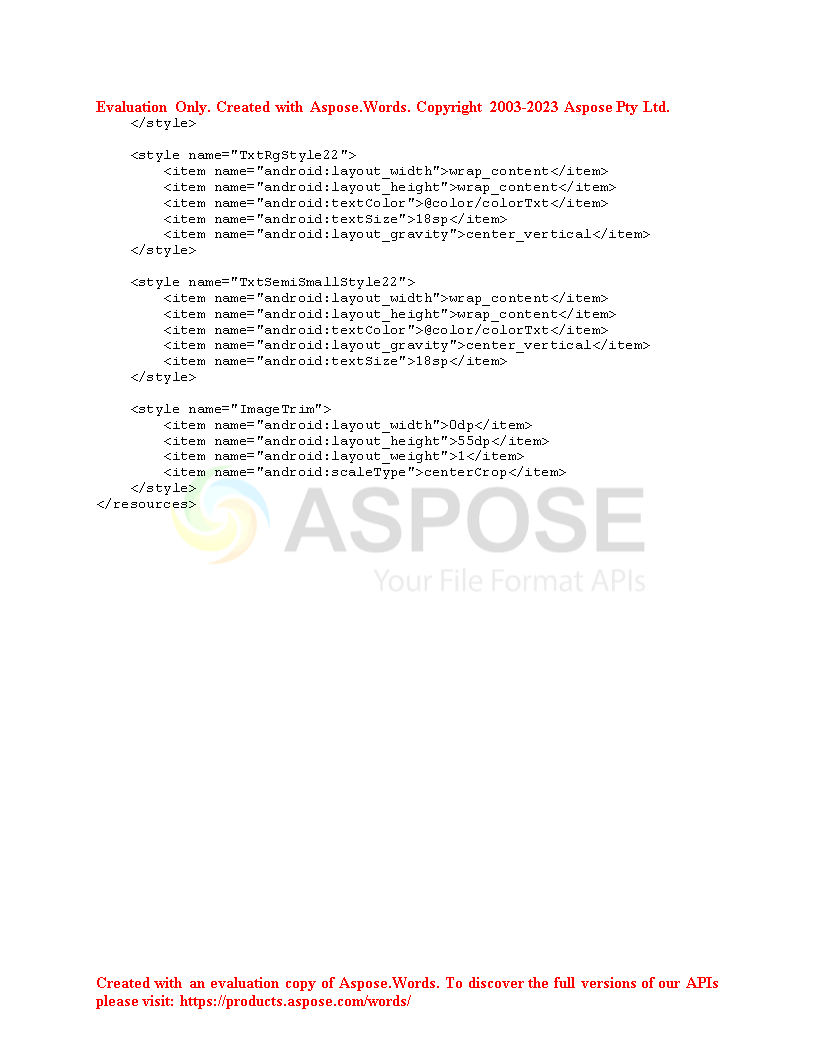 Evaluation Only. Created with Aspose.Words. Copyright 2003-2023 Aspose Pty Ltd.
    </style>

    <style name="TxtRgStyle22">
        <item name="android:layout_width">wrap_content</item>
        <item name="android:layout_height">wrap_content</item>
        <item name="android:textColor">@color/colorTxt</item>
        <item name="android:textSize">18sp</item>
        <item name="android:layout_gravity">center_vertical</item>
    </style>

    <style name="TxtSemiSmallStyle22">
        <item name="android:layout_width">wrap_content</item>
        <item name="android:layout_height">wrap_content</item>
        <item name="android:textColor">@color/colorTxt</item>
        <item name="android:layout_gravity">center_vertical</item>
        <item name="android:textSize">18sp</item>
    </style>

    <style name="ImageTrim">
        <item name="android:layout_width">0dp</item>
        <item name="android:layout_height">55dp</item>
        <item name="android:layout_weight">1</item>
        <item name="android:scaleType">centerCrop</item>
    </style>
</resources>
ASPOSE
Your File Format APIs
Created with an evaluation copy of Aspose.Words. To discover the full versions of our APIs
please visit: https://products.aspose.com/words/